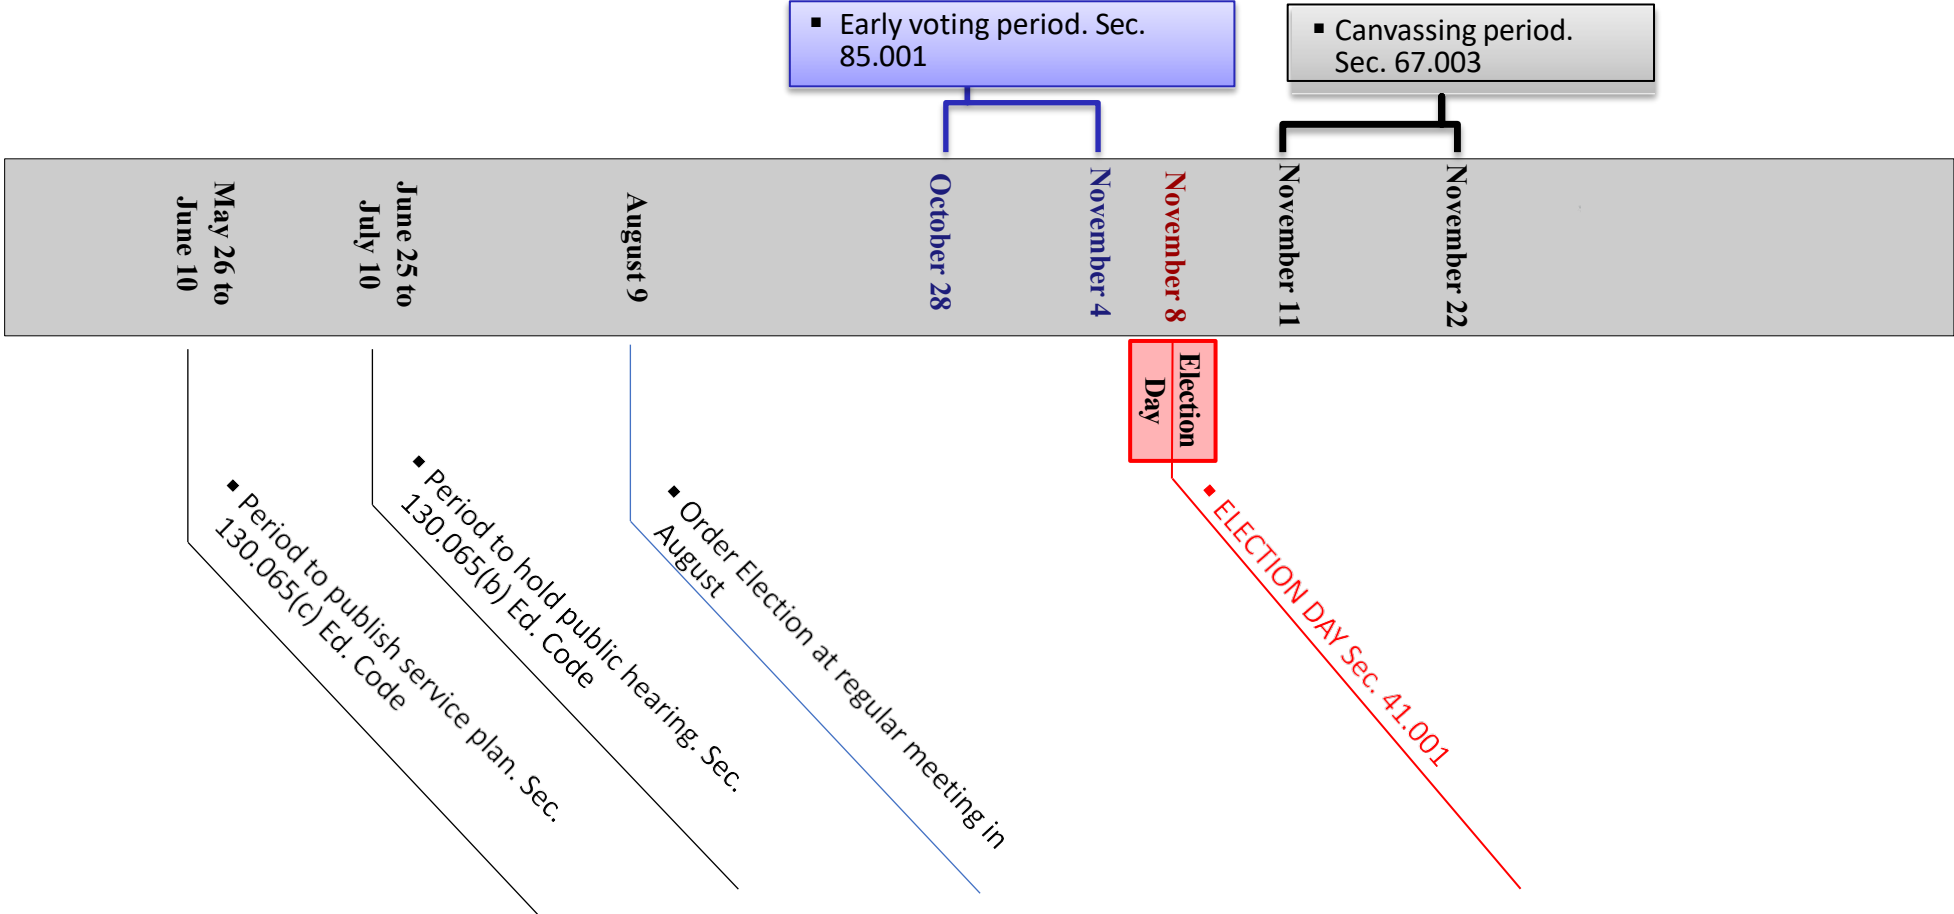 ▪ Early voting period. Sec.
85.001
▪ Canvassing period.
Sec. 67.003
May 26 to
June 10
June 25 to
July 10
August 9
October 28
November 4
November 8
November 11
November 22
Election
Day
◆ Period to publish service plan. Sec.
130.065(c) Ed. Code
◆ Period to hold public hearing. Sec.
130.065(b) Ed. Code
◆ Order Election at regular meeting in
August
▪ ELECTION DAY Sec. 41.001